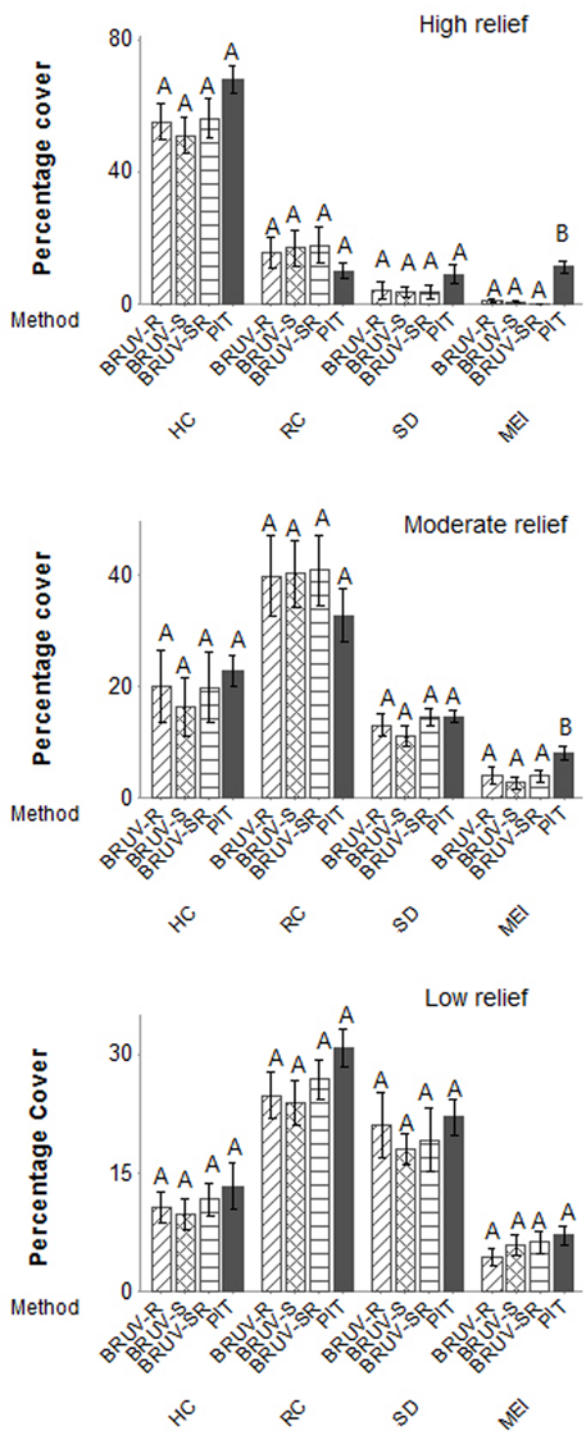 High relief
Percentage cover
80
A A A A
40
A A A A
A A A A
A A A B
0
Method
BRUV-R BRUV-S BRUV-SR PIT BRUV-R BRUV-S BRUV-SR PIT BRUV-R BRUV-S BRUV-SR PIT BRUV-R BRUV-S BRUV-SR PIT
HC RC SD MEI
Moderate relief
Percentage cover
A A A A
40
A A A A
20
A A A A
A A A B
0
Method
BRUV-R BRUV-S BRUV-SR PIT BRUV-R BRUV-S BRUV-SR PIT BRUV-R BRUV-S BRUV-SR PIT BRUV-R BRUV-S BRUV-SR PIT
HC RC SD MEI
Low relief
Percentage Cover
30
A A A A
A A A A
15
A A A A
A A A A
0
Method
BRUV-R BRUV-S BRUV-SR PIT BRUV-R BRUV-S BRUV-SR PIT BRUV-R BRUV-S BRUV-SR PIT BRUV-R BRUV-S BRUV-SR PIT
HC RC SD MEI